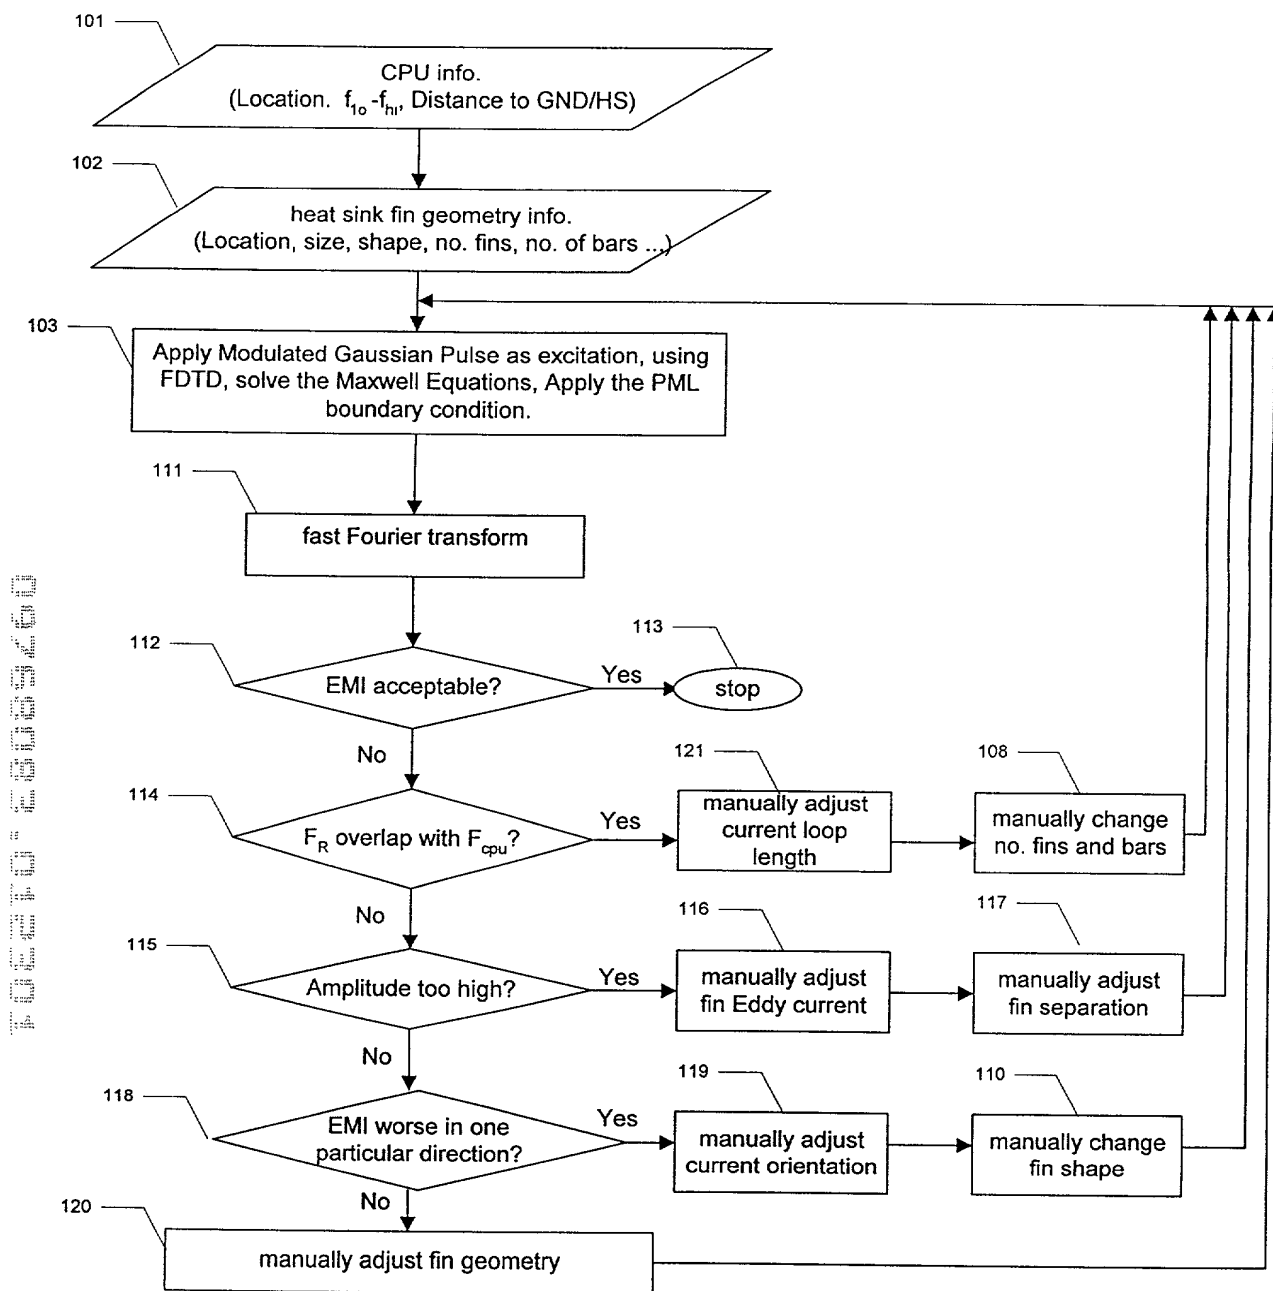 101
CPU info.
(Location. f1o -fhi, Distance to GND/HS)
102
heat sink fin geometry info.
(Location, size, shape, no. fins, no. of bars ...)
103
Apply Modulated Gaussian Pulse as excitation, using
FDTD, solve the Maxwell Equations, Apply the PML
boundary condition.
111
fast Fourier transform
112
EMI acceptable?
Yes
113
stop
No
114
FR overlap with Fcpu?
Yes
121
manually adjust
current loop
length
108
manually change
no. fins and bars
No
115
Amplitude too high?
Yes
116
manually adjust
fin Eddy current
117
manually adjust
fin separation
No
118
EMI worse in one
particular direction?
Yes
119
manually adjust
current orientation
110
manually change
fin shape
No
120
manually adjust fin geometry